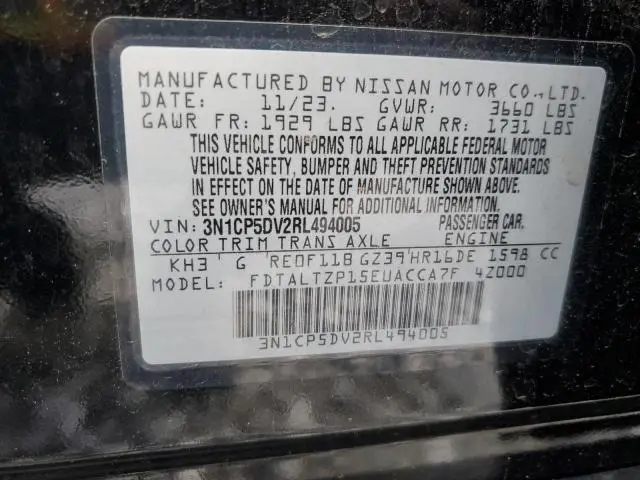 MANUFACTURED BY NISSAN MOTOR CO.,LTD.
DATE: 11/23. GVWR: 3660 LBS
GAWR FR: 1929 LBS GAWR RR: 1731 LBS
THIS VEHICLE CONFORMS TO ALL APPLICABLE FEDERAL MOTOR
VEHICLE SAFETY, BUMPER AND THEFT PREVENTION STANDARDS
IN EFFECT ON THE DATE OF MANUFACTURE SHOWN ABOVE.
SEE OWNER'S MANUAL FOR ADDITIONAL INFORMATION.
VIN: 3N1CP5DV2RL494005 PASSENGER CAR.
COLOR TRIM TRANS AXLE ENGINE
KH3 G RE0F11B GZ39 HR16DE 1598 CC
FDTALTZP15EUACCA7F 4Z000
3N1CP5DV2RL494005